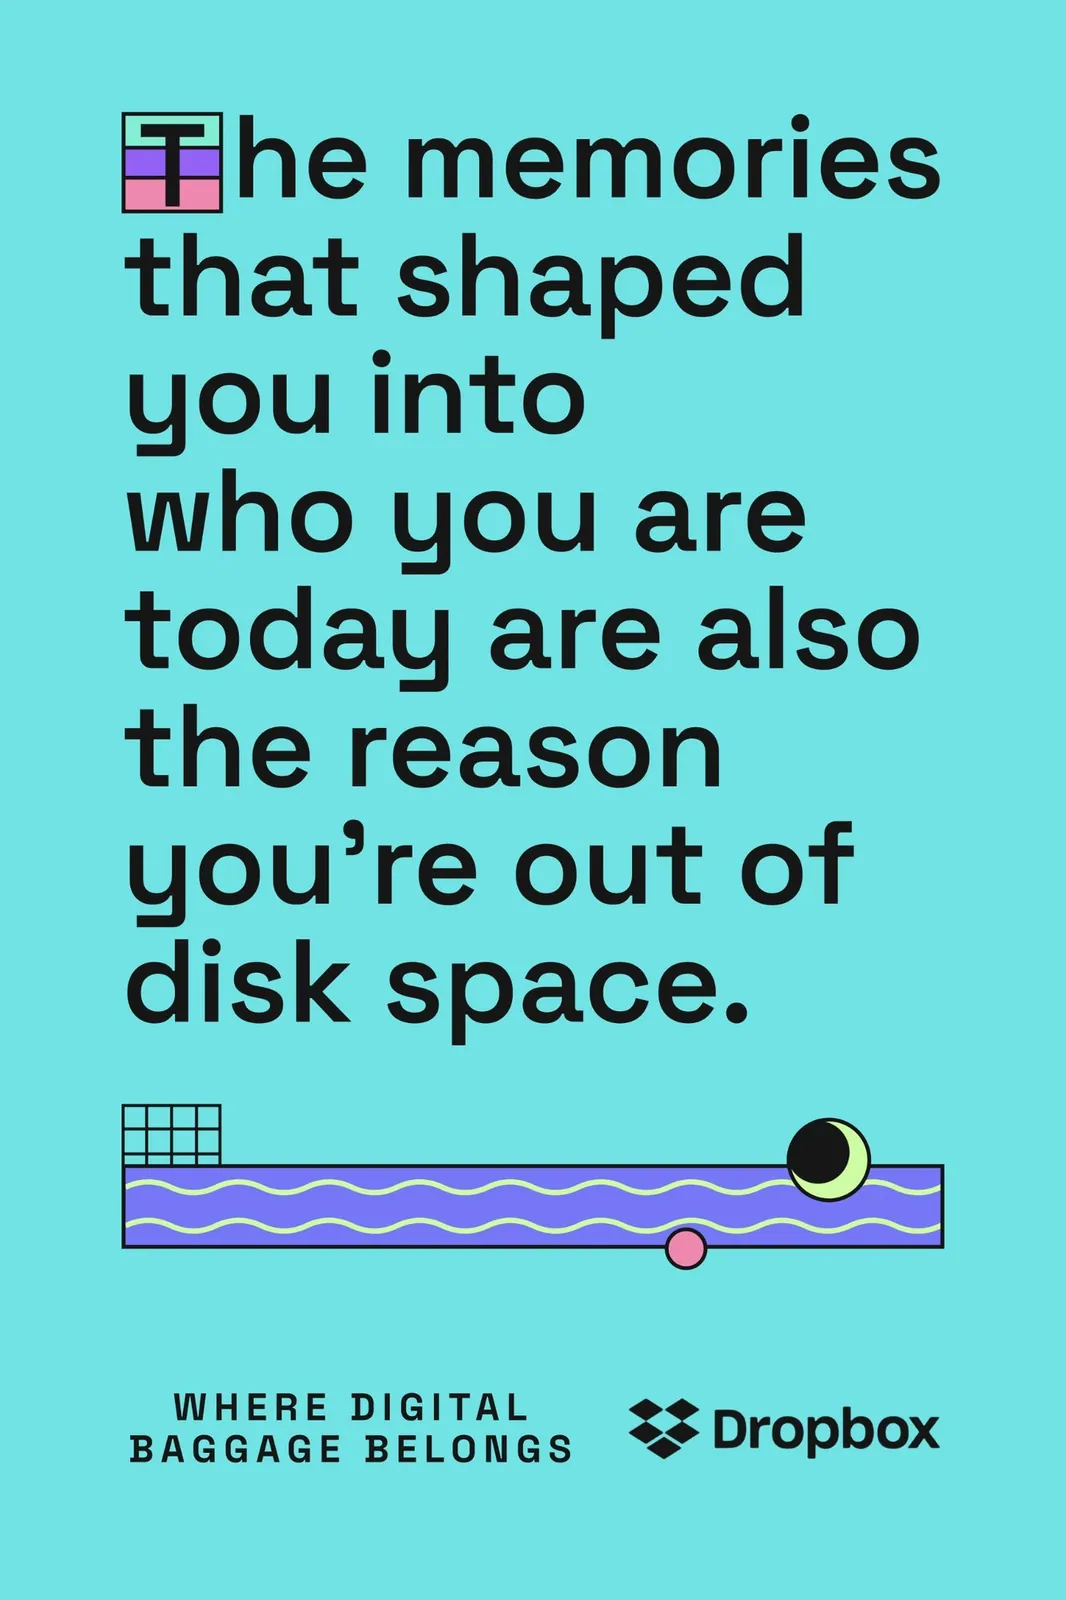 The memories
that shaped
you into
who you are
today are also
the reason
you’re out of
disk space.
WHERE DIGITAL
BAGGAGE BELONGS
Dropbox